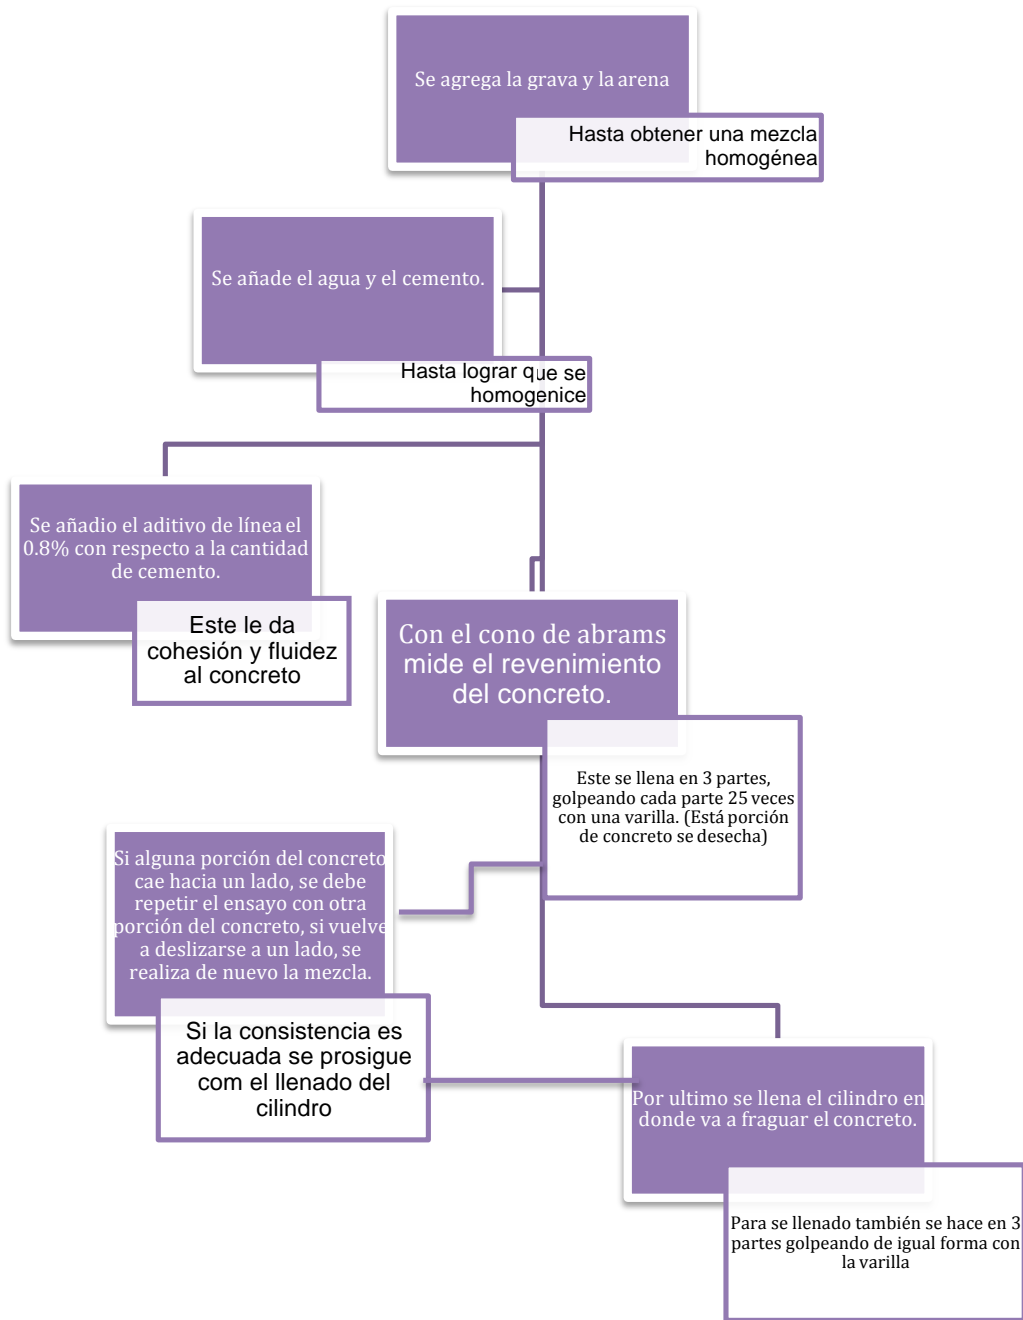 Se agrega la grava y la arena
Hasta obtener una mezcla
homogénea
Se añade el agua y el cemento.
Hasta lograr que se
homogenice
Se añadio el aditivo de línea el
0.8% con respecto a la cantidad
de cemento.
Este le da
cohesión y fluidez
al concreto
Con el cono de abrams
mide el revenimiento
del concreto.
Este se llena en 3 partes,
golpeando cada parte 25 veces
con una varilla. (Está porción
de concreto se desecha)
Si alguna porción del concreto
cae hacia un lado, se debe
repetir el ensayo con otra
porción del concreto, si vuelve
a deslizarse a un lado, se
realiza de nuevo la mezcla.
Si la consistencia es
adecuada se prosigue
com el llenado del
cilindro
Por ultimo se llena el cilindro en
donde va a fraguar el concreto.
Para se llenado también se hace en 3
partes golpeando de igual forma con
la varilla